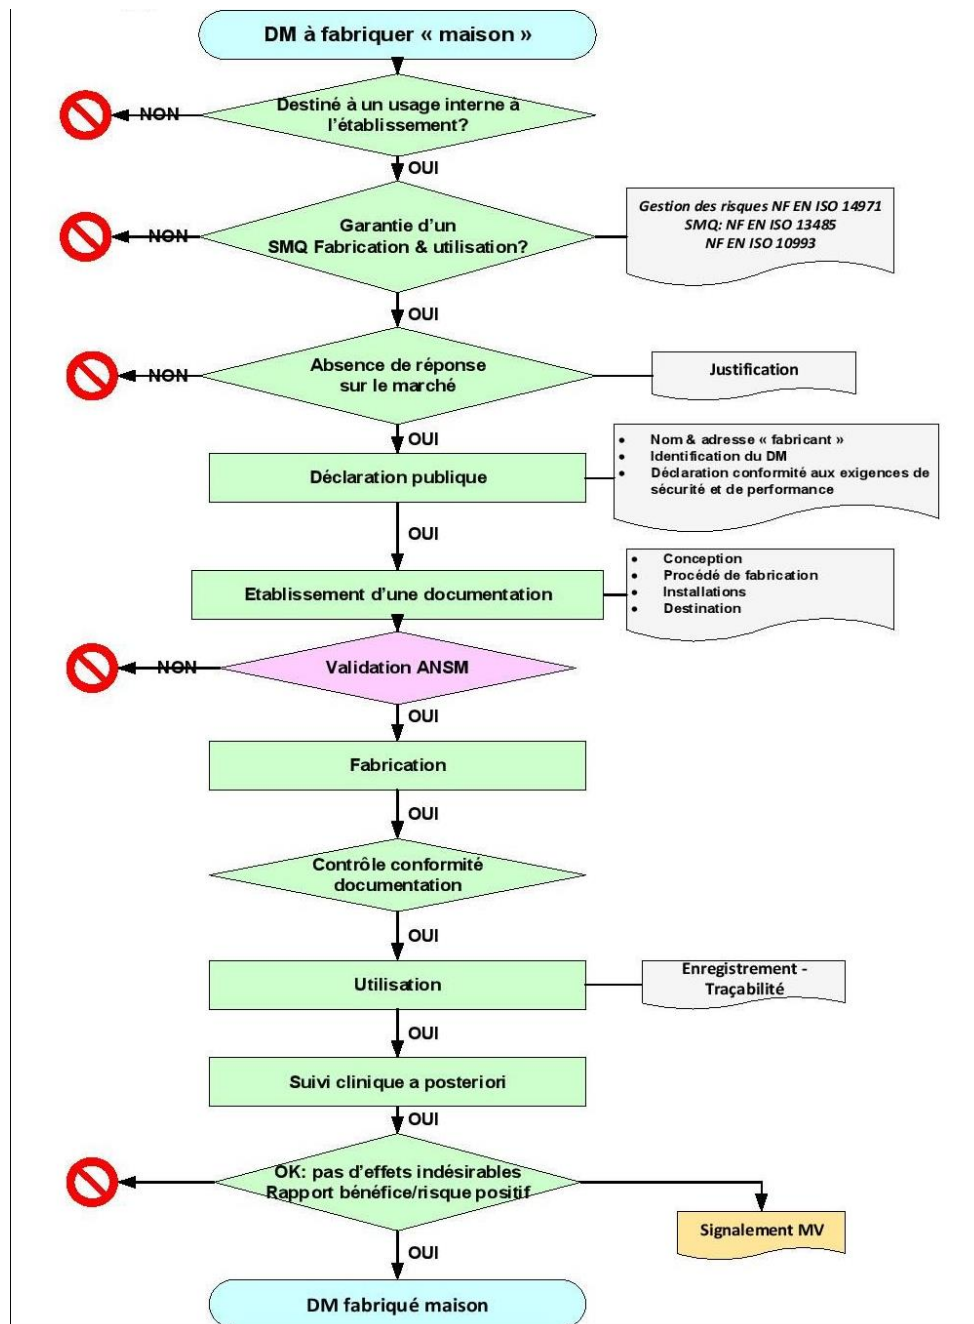 DM à fabriquer « maison »
Destiné à un usage interne à
l'établissement?
NON
OUI
Garantie d'un
SMQ Fabrication & utilisation?
NON
Gestion des risques NF EN ISO 14971
SMQ: NF EN ISO 13485
NF EN ISO 10993
OUI
Absence de réponse
sur le marché
NON
Justification
OUI
Déclaration publique
• Nom & adresse « fabricant »
• Identification du DM
• Déclaration conformité aux exigences de
sécurité et de performance
OUI
Etablissement d'une documentation
• Conception
• Procédé de fabrication
• Installations
• Destination
Validation ANSM
NON
OUI
Fabrication
OUI
Contrôle conformité
documentation
OUI
Utilisation
Enregistrement -
Traçabilité
OUI
Suivi clinique a posteriori
OUI
OK: pas d'effets indésirables
Rapport bénéfice/risque positif
Signalement MV
OUI
DM fabriqué maison